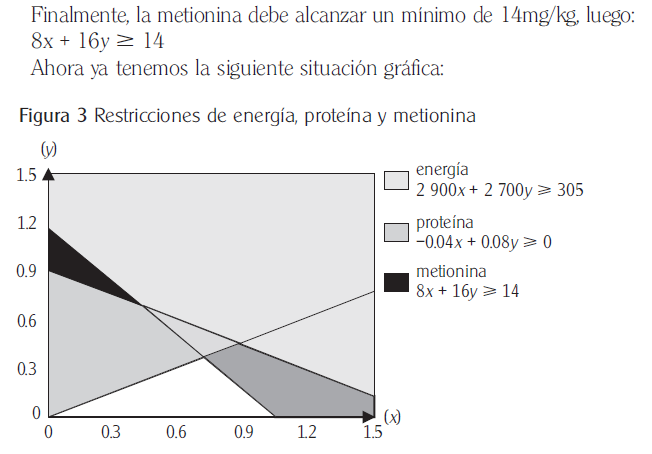 Finalmente, la metionina debe alcanzar un mínimo de 14mg/kg, luego:
8x + 16y ≥ 14
Ahora ya tenemos la siguiente situación gráfica:
Figura 3 Restricciones de energía, proteína y metionina
(y)
1.5
1.2
0.9
0.6
0.3
0
0
0.3
0.6
0.9
1.2
1.5
(x)
energía
2 900x + 2 700y ≥ 305
proteína
−0.04x + 0.08y ≥ 0
metionina
8x + 16y ≥ 14